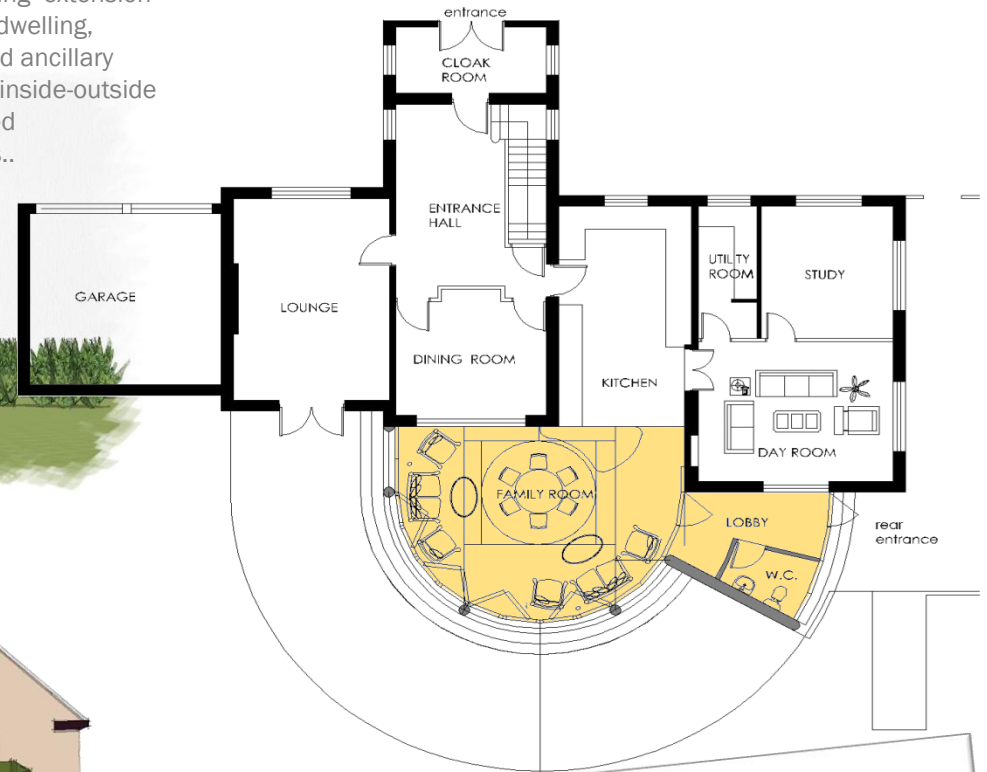 extension
dwelling,
d ancillary
inside-outside
entrance
CLOAK
ROOM
ENTRANCE
HALL
UTILITY
ROOM
STUDY
GARAGE
LOUNGE
DINING ROOM
KITCHEN
DAY ROOM
FAMILY ROOM
LOBBY
rear
entrance
W.C.